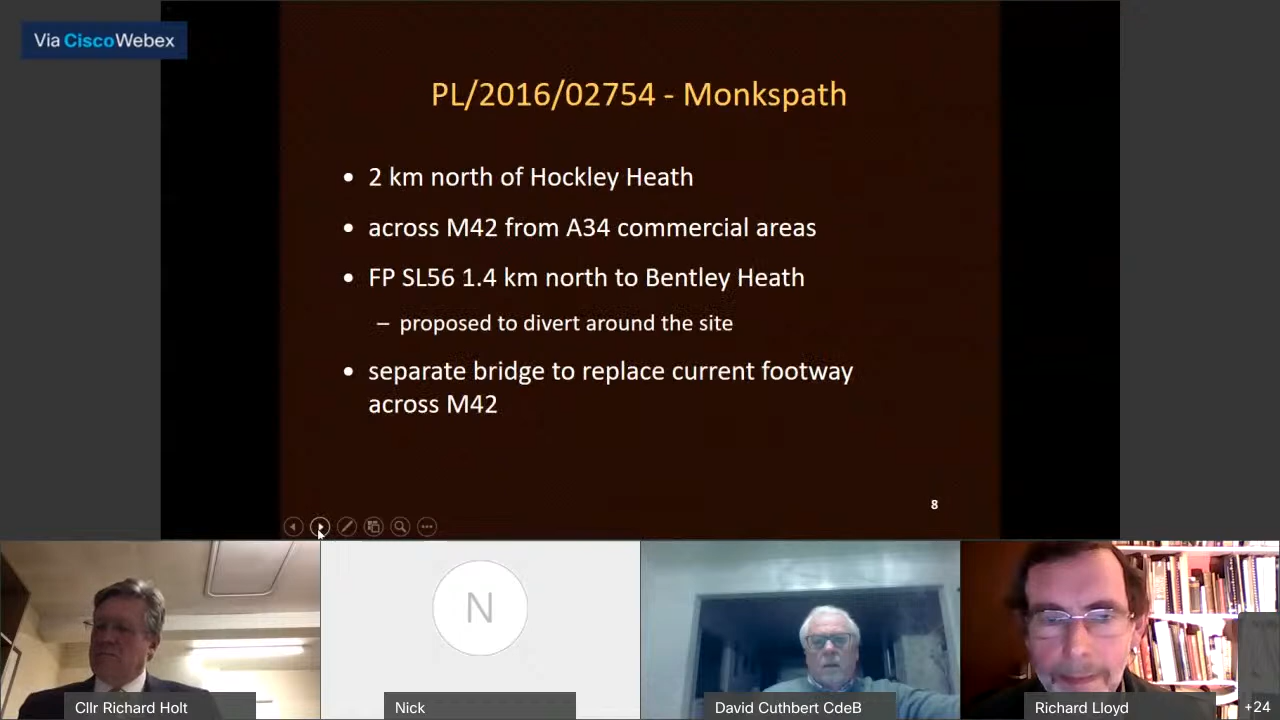 Via CiscoWebex
PL/2016/02754 - Monkspath
• 2 km north of Hockley Heath
• across M42 from A34 commercial areas
• FP SL56 1.4 km north to Bentley Heath
– proposed to divert around the site
• separate bridge to replace current footway
across M42
8
N
Cllr Richard Holt
Nick
David Cuthbert CdeB
Richard Lloyd
+24